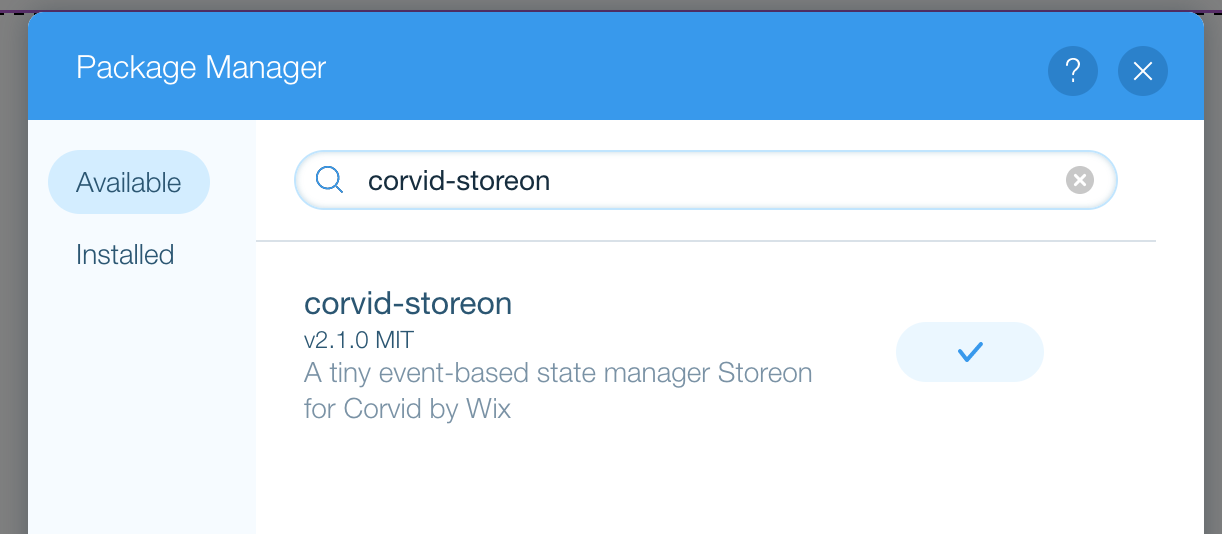 Package Manager
?
Available
Installed
corvid-storeon
corvid-storeon
v2.1.0 MIT
A tiny event-based state manager Storeon
for Corvid by Wix